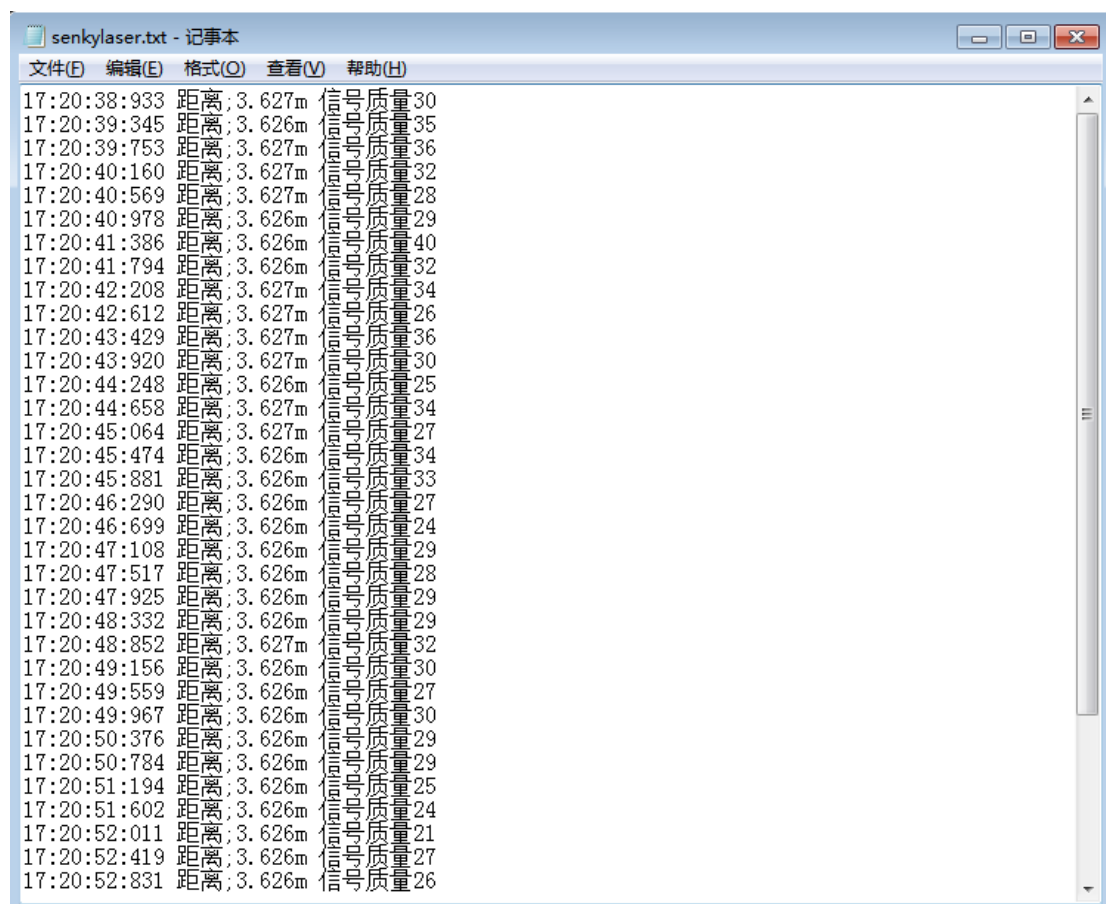 senkylaser.txt - 记事本
文件(F) 编辑(E) 格式(O) 查看(V) 帮助(H)
17:20:38:933 距离;3.627m 信号质量30
17:20:39:345 距离;3.626m 信号质量35
17:20:39:753 距离;3.627m 信号质量36
17:20:40:160 距离;3.627m 信号质量32
17:20:40:569 距离;3.627m 信号质量28
17:20:40:978 距离;3.626m 信号质量29
17:20:41:386 距离;3.626m 信号质量40
17:20:41:794 距离;3.626m 信号质量32
17:20:42:208 距离;3.627m 信号质量34
17:20:42:612 距离;3.627m 信号质量26
17:20:43:429 距离;3.627m 信号质量36
17:20:43:920 距离;3.627m 信号质量30
17:20:44:248 距离;3.626m 信号质量25
17:20:44:658 距离;3.627m 信号质量34
17:20:45:064 距离;3.627m 信号质量27
17:20:45:474 距离;3.626m 信号质量34
17:20:45:881 距离;3.626m 信号质量33
17:20:46:290 距离;3.626m 信号质量27
17:20:46:699 距离;3.626m 信号质量24
17:20:47:108 距离;3.626m 信号质量29
17:20:47:517 距离;3.626m 信号质量28
17:20:47:925 距离;3.626m 信号质量29
17:20:48:332 距离;3.626m 信号质量29
17:20:48:852 距离;3.627m 信号质量32
17:20:49:156 距离;3.626m 信号质量30
17:20:49:559 距离;3.626m 信号质量27
17:20:49:967 距离;3.626m 信号质量30
17:20:50:376 距离;3.626m 信号质量29
17:20:50:784 距离;3.626m 信号质量29
17:20:51:194 距离;3.626m 信号质量25
17:20:51:602 距离;3.626m 信号质量24
17:20:52:011 距离;3.626m 信号质量21
17:20:52:419 距离;3.626m 信号质量27
17:20:52:831 距离;3.626m 信号质量26